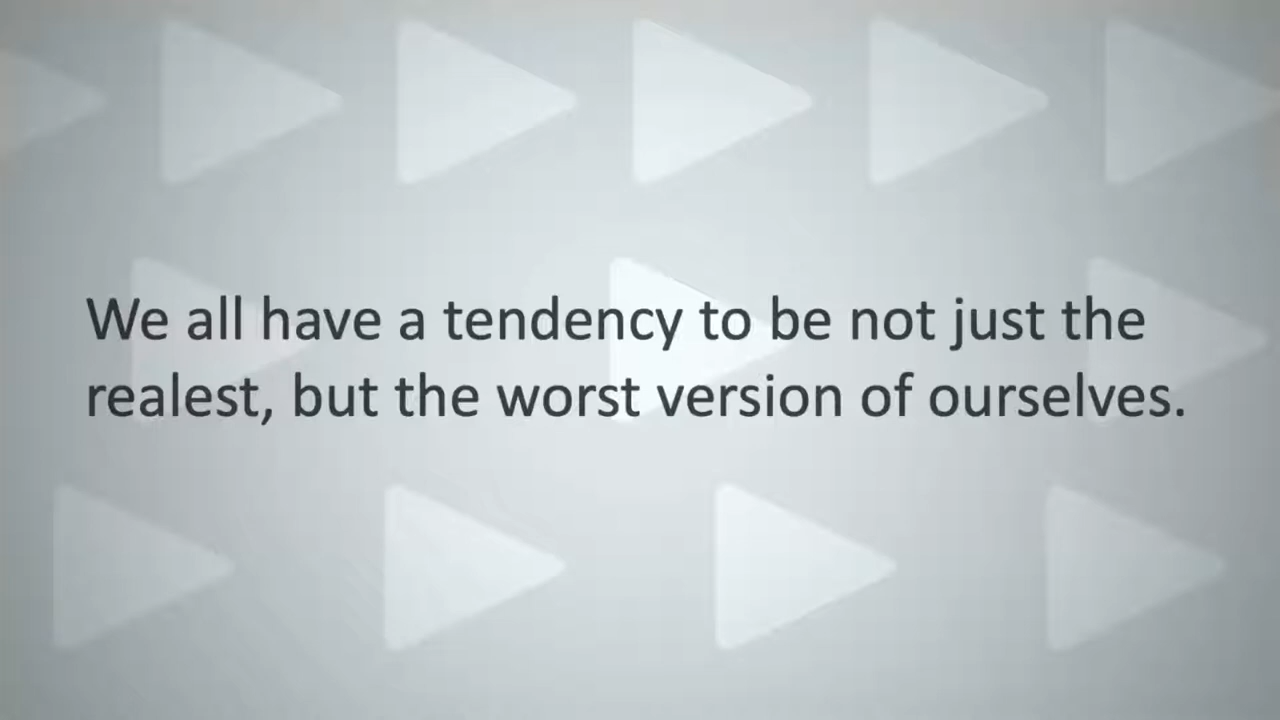 We all have a tendency to be not just the
realest, but the worst version of ourselves.